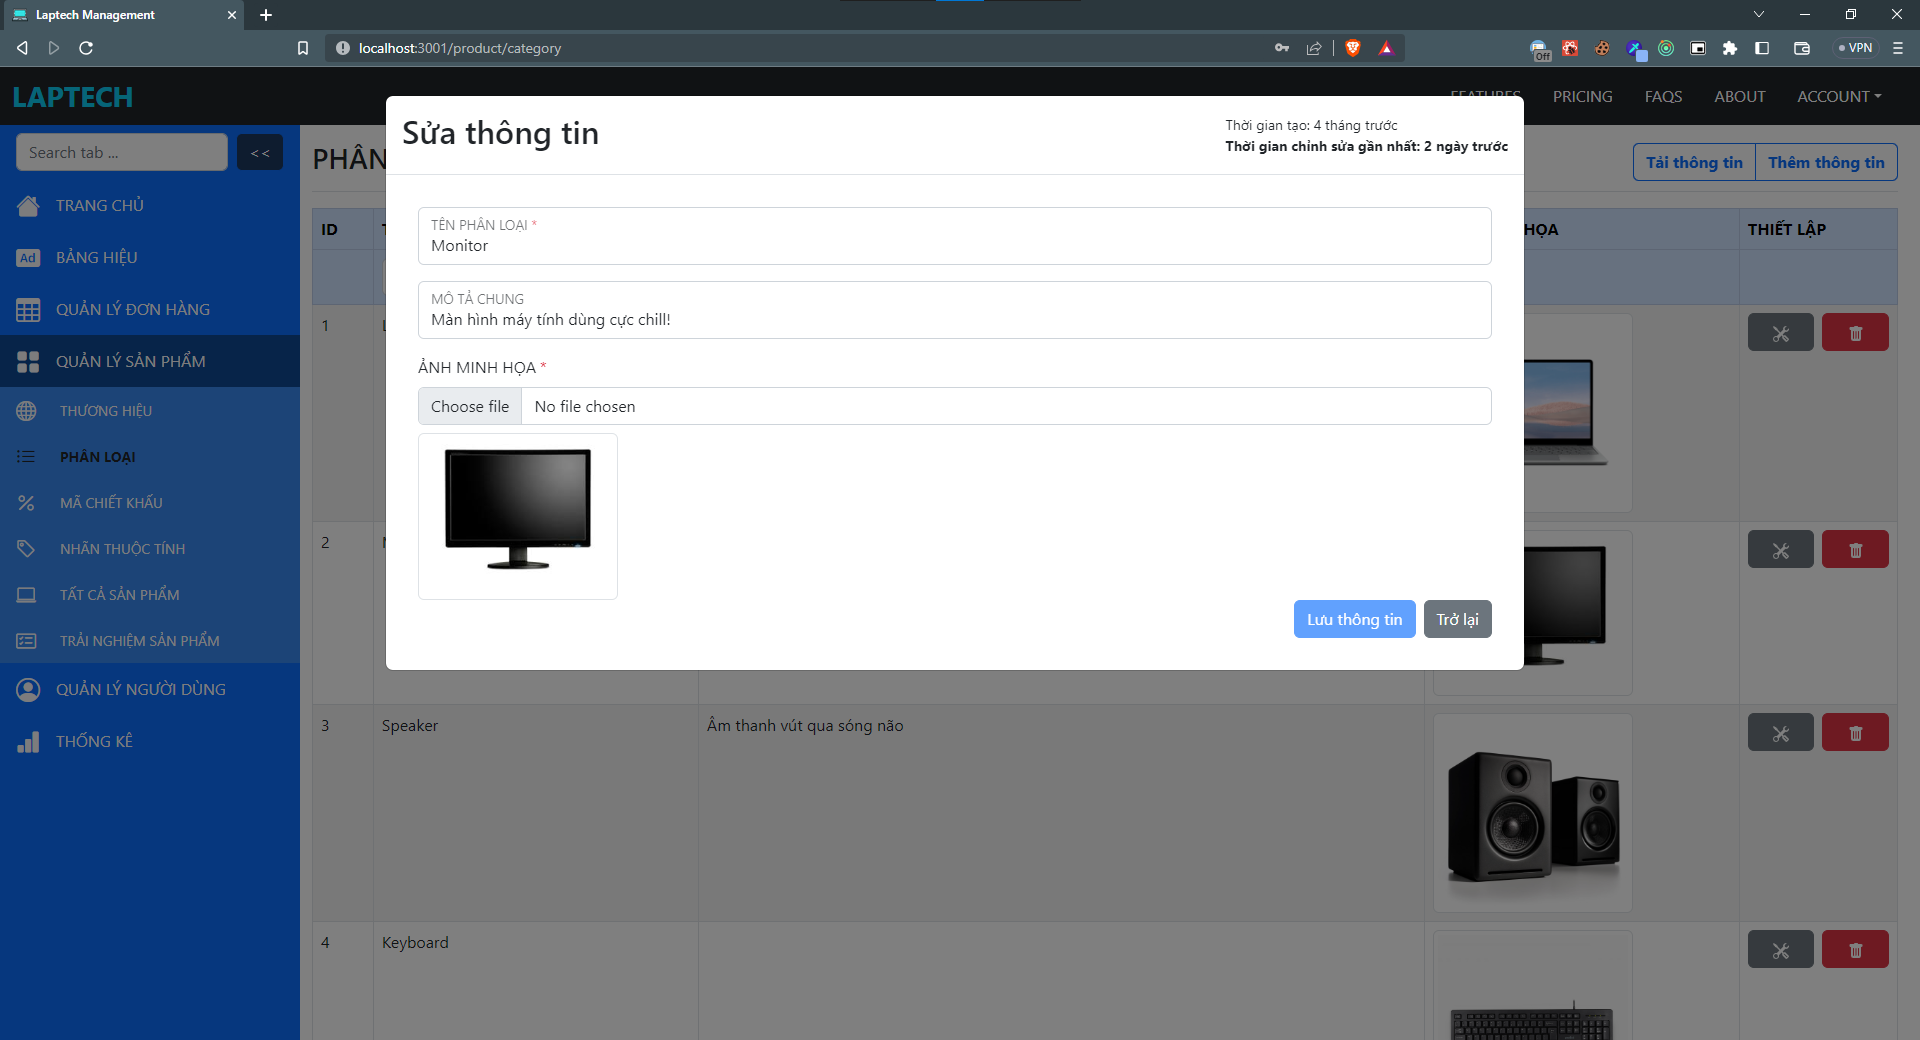 Laptech Management
localhost:3001/product/category
Off
VPN
LAPTECH
FEATURES
PRICING
FAQS
ABOUT
ACCOUNT
Search tab ...
<<
TRANG CHỦ
Ad
BẢNG HIỆU
QUẢN LÝ ĐƠN HÀNG
QUẢN LÝ SẢN PHẨM
THƯƠNG HIỆU
PHÂN LOẠI
MÃ CHIẾT KHẤU
NHÃN THUỘC TÍNH
TẤT CẢ SẢN PHẨM
TRẢI NGHIỆM SẢN PHẨM
QUẢN LÝ NGƯỜI DÙNG
THỐNG KÊ
PHÂN
Tải thông tin
Thêm thông tin
Sửa thông tin
Thời gian tạo: 4 tháng trước
Thời gian chỉnh sửa gần nhất: 2 ngày trước
TÊN PHÂN LOẠI *
Monitor
MÔ TẢ CHUNG
Màn hình máy tính dùng cực chill!
ẢNH MINH HỌA *
Choose file
No file chosen
Lưu thông tin
Trở lại
ID
HỌA
THIẾT LẬP
1
2
3
Speaker
Âm thanh vút qua sóng não
4
Keyboard